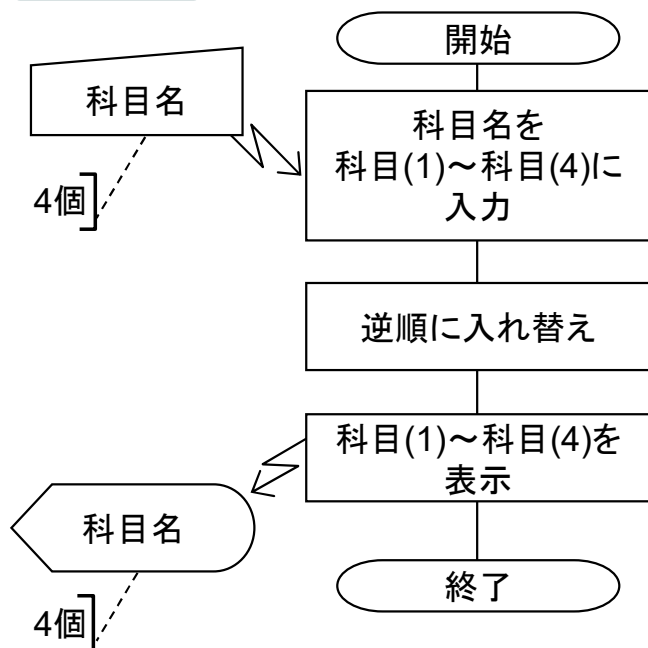 開始
科目名
4個
科目名を
科目(1)～科目(4)に
入力
逆順に入れ替え
科目(1)～科目(4)を
表示
科目名
4個
終了